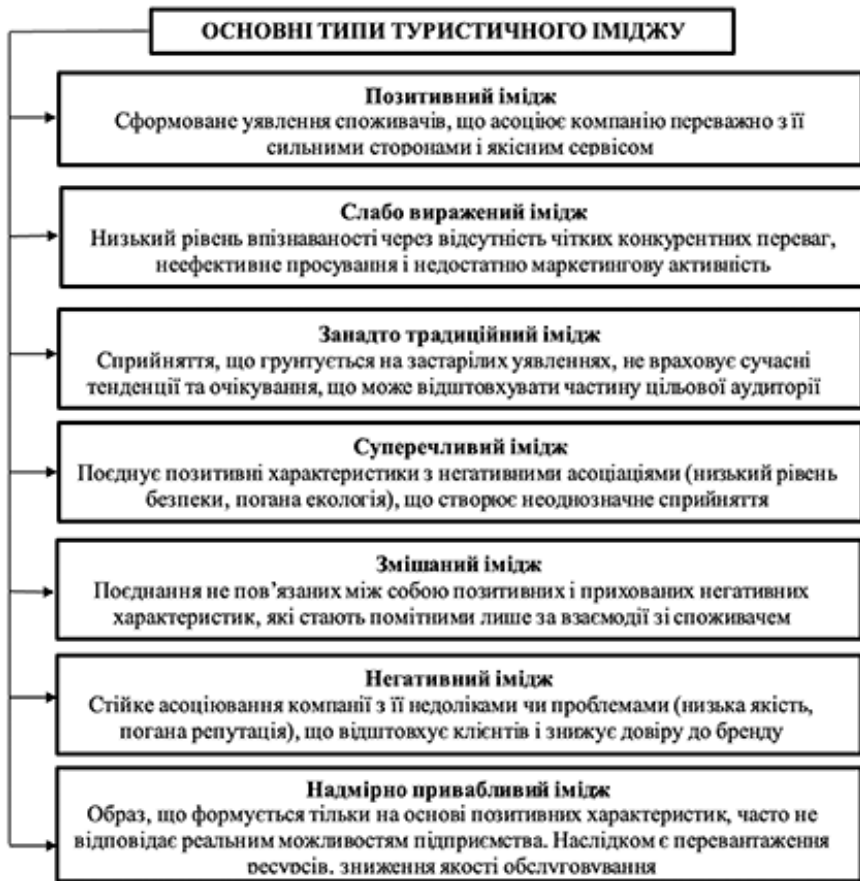 ОСНОВНІ ТИПИ ТУРИСТИЧНОГО ІМІДЖУ
Позитивний імідж
Сформоване уявлення споживачів, що асоціює компанію переважно з її
сильними сторонами і якісним сервісом
Слабо виражений імідж
Низький рівень впізнаваності через відсутність чітких конкурентних переваг,
неефективне просування і недостатню маркетингову активність
Занадто традиційний імідж
Сприйняття, що грунтується на застарілих уявленнях, не враховує сучасні
тенденції та очікування, що може відштовхувати частину цільової аудиторії
Суперечливий імідж
Поєднує позитивні характеристики з негативними асоціаціями (низький рівень
безпеки, погана екологія), що створює неоднозначне сприйняття
Змішаний імідж
Поєднання не пов’язаних між собою позитивних і прихованих негативних
характеристик, які стають помітними лише за взаємодії зі споживачем
Негативний імідж
Стійке асоціювання компанії з її недоліками чи проблемами (низька якість,
погана репутація), що відштовхує клієнтів і знижує довіру до бренду
Надмірно привабливий імідж
Образ, що формується тільки на основі позитивних характеристик, часто не
відповідає реальним можливостям підприємства. Наслідком є перевантаження
ресурсів, зниження якості обслуговування